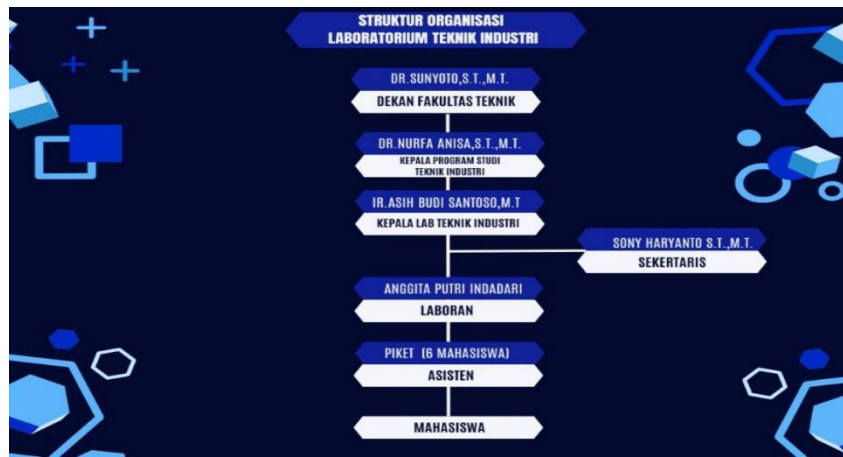 STRUKTUR ORGANISASI
LABORATORIUM TEKNIK INDUSTRI
DR.SUNYOTO,S.T.,M.T.
DEKAN FAKULTAS TEKNIK
DR.NURFA ANISA,S.T.,M.T.
KEPALA PROGRAM STUDI
TEKNIK INDUSTRI
IR.ASIH BUDI SANTOSO,M.T
KEPALA LAB TEKNIK INDUSTRI
SONY HARYANTO S.T.,M.T.
SEKERTARIS
ANGGITA PUTRI INDADARI
LABORAN
PIKET (6 MAHASISWA)
ASISTEN
MAHASISWA